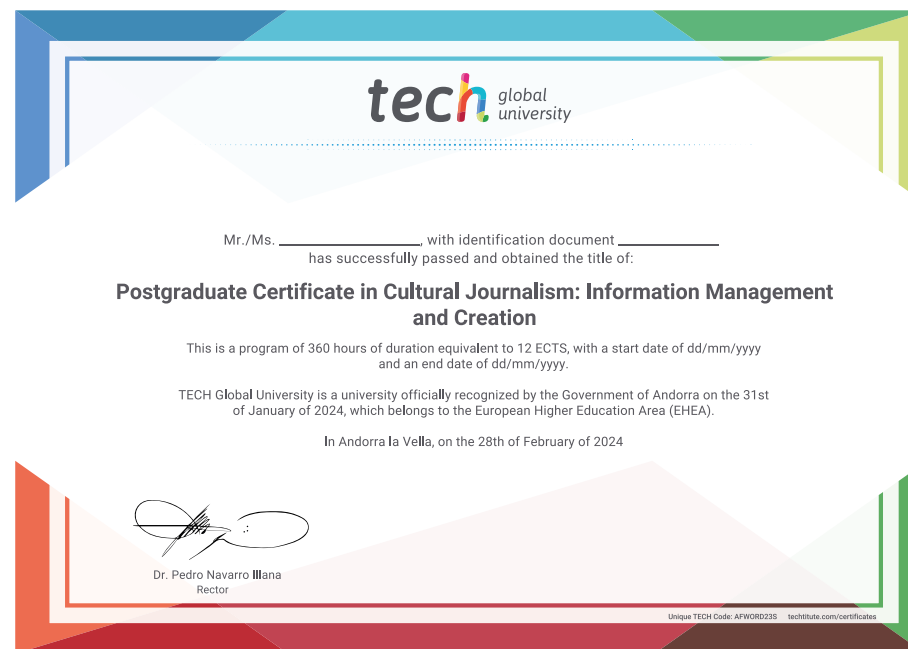 tech global
university
Mr./Ms. ____________, with identification document ____________
has successfully passed and obtained the title of:
Postgraduate Certificate in Cultural Journalism: Information Management
and Creation
This is a program of 360 hours of duration equivalent to 12 ECTS, with a start date of dd/mm/yyyy
and an end date of dd/mm/yyyy.
TECH Global University is a university officially recognized by the Government of Andorra on the 31st
of January of 2024, which belongs to the European Higher Education Area (EHEA).
In Andorra la Vella, on the 28th of February of 2024
Dr. Pedro Navarro Illana
Rector
Unique TECH Code: AFWORD23S techtitute.com/certificates